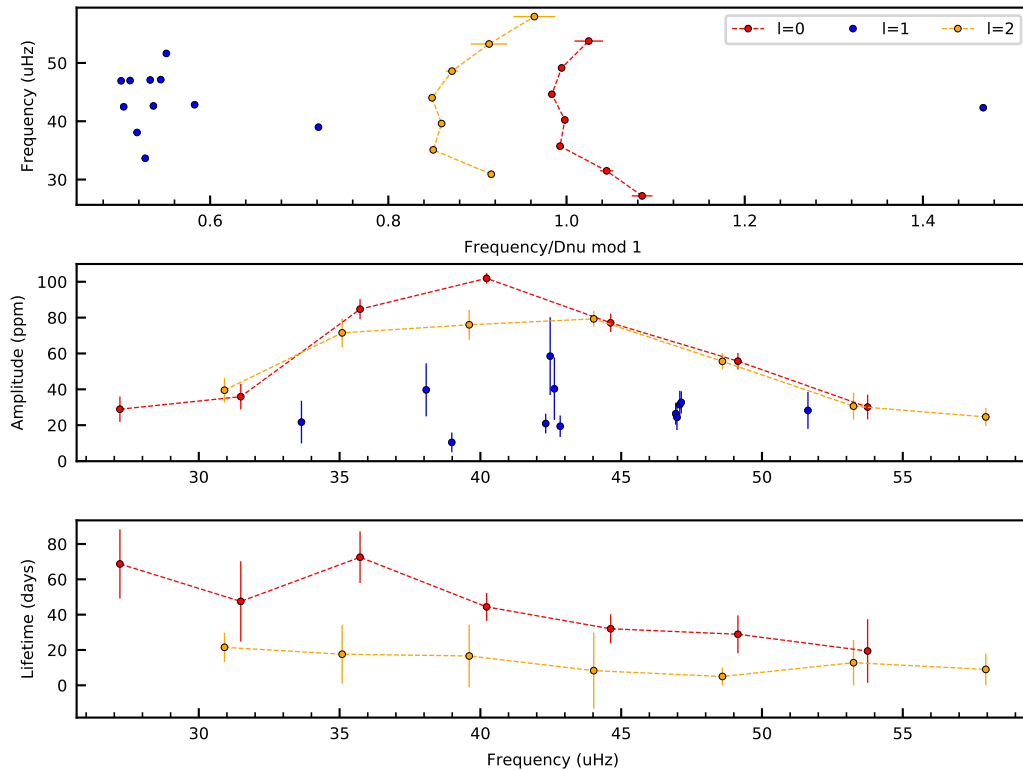 l=0 l=1 l=2
Frequency (uHz)
50
40
30
0.6 0.8 1.0 1.2 1.4
Frequency/Dnu mod 1
Amplitude (ppm)
100
80
60
40
20
0
30 35 40 45 50 55
Lifetime (days)
80
60
40
20
0
30 35 40 45 50 55
Frequency (uHz)